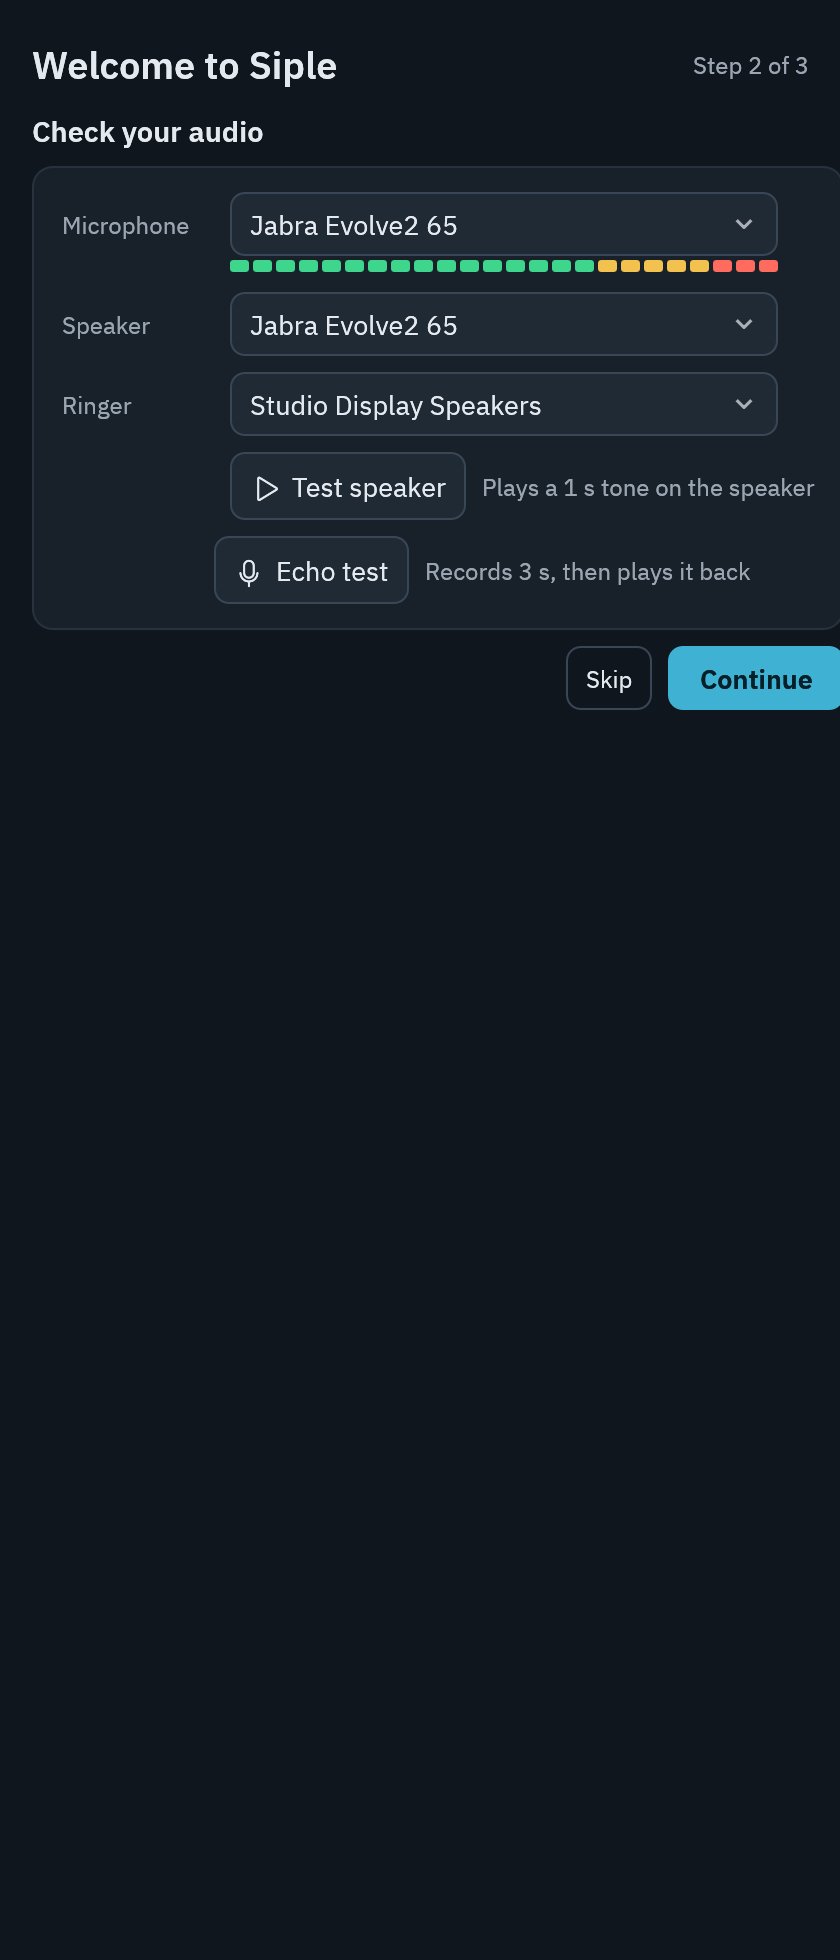 Welcome to Siple
Step 2 of 3
Check your audio
Microphone
Jabra Evolve2 65
Speaker
Jabra Evolve2 65
Ringer
Studio Display Speakers
Test speaker
Plays a 1 s tone on the speaker
Echo test
Records 3 s, then plays it back
Skip
Continue